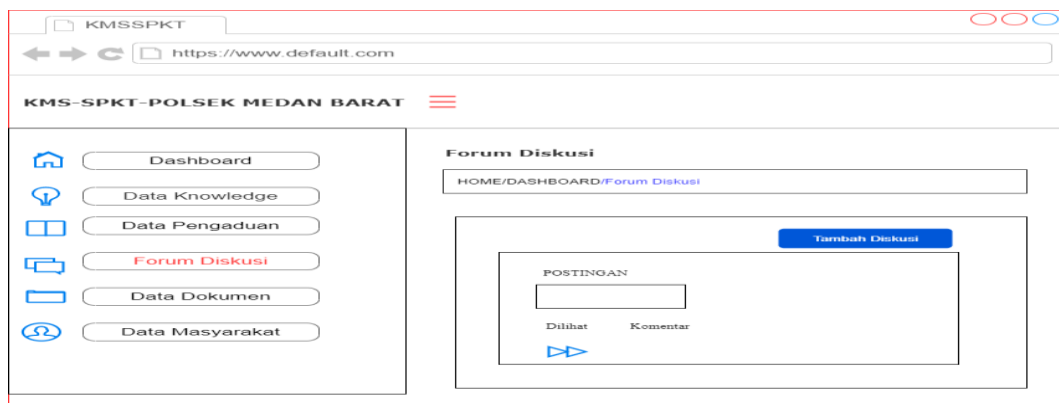 KMSSPKT
https://www.default.com
KMS-SPKT-POLSEK MEDAN BARAT
Dashboard
Data Knowledge
Data Pengaduan
Forum Diskusi
Data Dokumen
Data Masyarakat
Forum Diskusi
HOME/DASHBOARD/Forum Diskusi
Tambah Diskusi
POSTINGAN
Dilihat Komentar